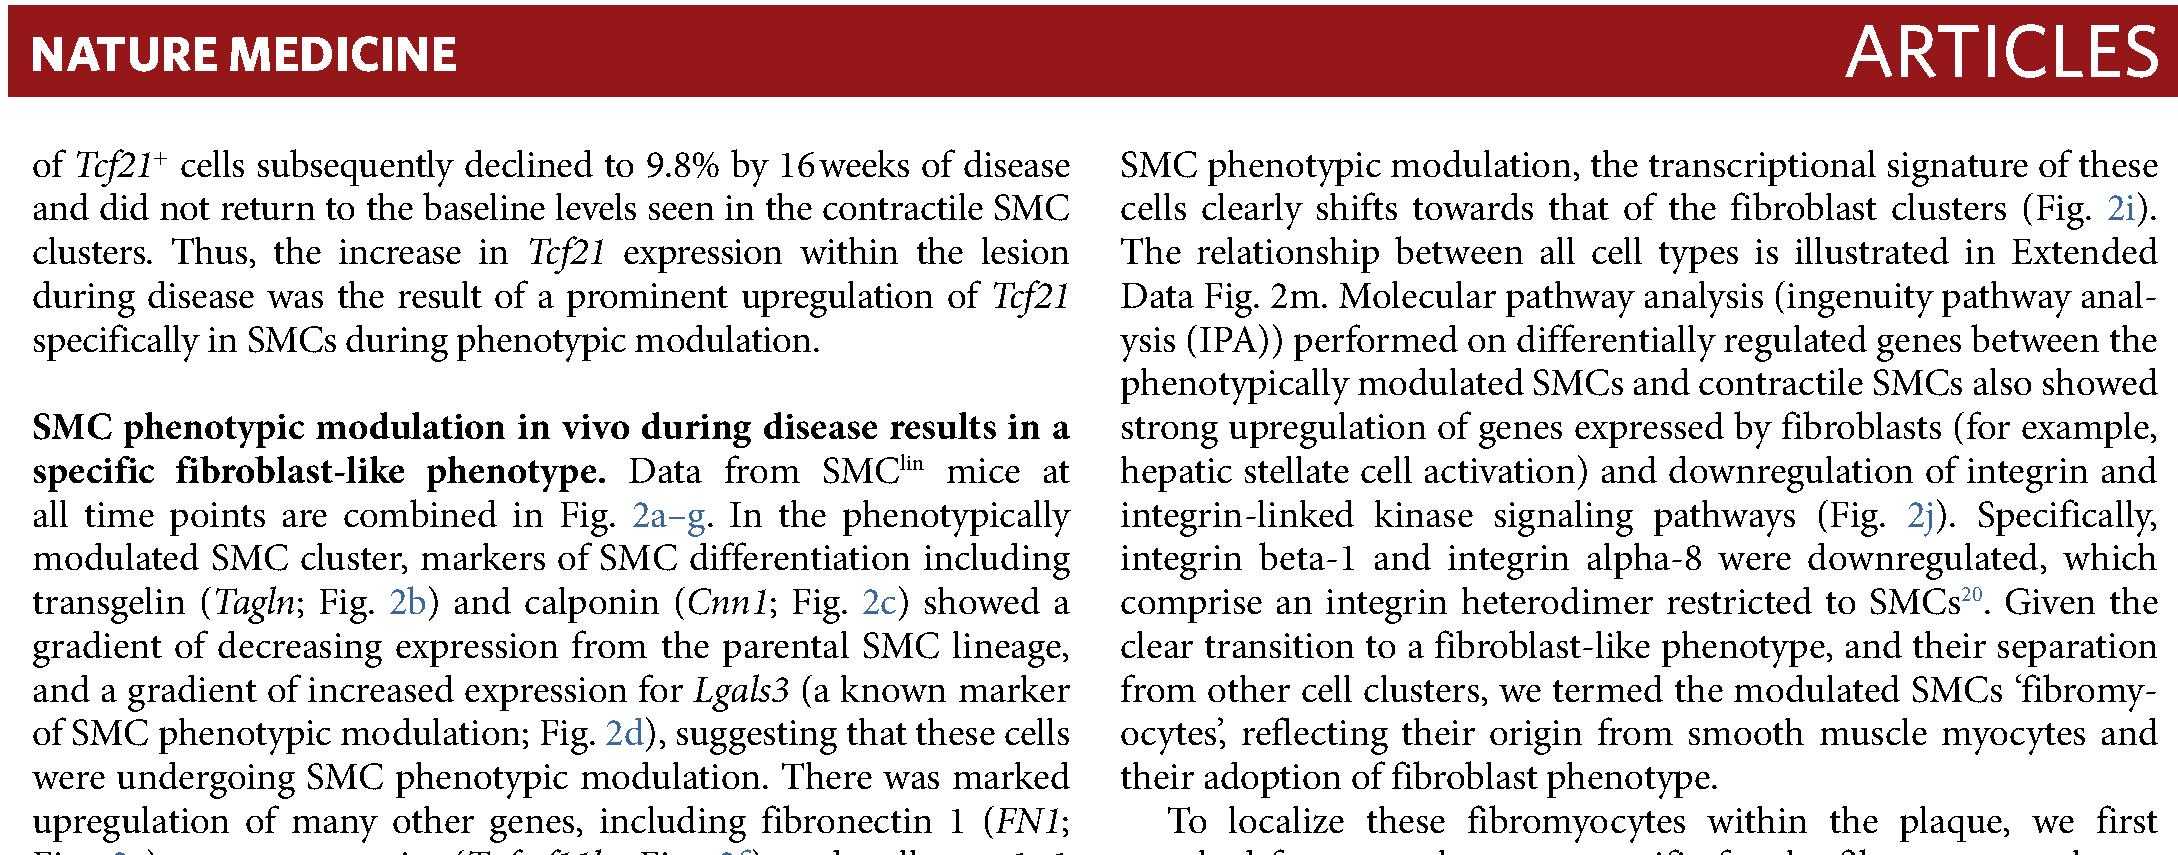 NATURE MEDICINE
ARTICLES
of Tcf21+ cells subsequently declined to 9.8% by 16 weeks of disease
and did not return to the baseline levels seen in the contractile SMC
clusters. Thus, the increase in Tcf21 expression within the lesion
during disease was the result of a prominent upregulation of Tcf21
specifically in SMCs during phenotypic modulation.
SMC phenotypic modulation in vivo during disease results in a
specific fibroblast-like phenotype. Data from SMClin mice at
all time points are combined in Fig. 2a–g. In the phenotypically
modulated SMC cluster, markers of SMC differentiation including
transgelin (Tagln; Fig. 2b) and calponin (Cnn1; Fig. 2c) showed a
gradient of decreasing expression from the parental SMC lineage,
and a gradient of increased expression for Lgals3 (a known marker
of SMC phenotypic modulation; Fig. 2d), suggesting that these cells
were undergoing SMC phenotypic modulation. There was marked
upregulation of many other genes, including fibronectin 1 (FN1;
SMC phenotypic modulation, the transcriptional signature of these
cells clearly shifts towards that of the fibroblast clusters (Fig. 2i).
The relationship between all cell types is illustrated in Extended
Data Fig. 2m. Molecular pathway analysis (ingenuity pathway anal-
ysis (IPA)) performed on differentially regulated genes between the
phenotypically modulated SMCs and contractile SMCs also showed
strong upregulation of genes expressed by fibroblasts (for example,
hepatic stellate cell activation) and downregulation of integrin and
integrin-linked kinase signaling pathways (Fig. 2j). Specifically,
integrin beta-1 and integrin alpha-8 were downregulated, which
comprise an integrin heterodimer restricted to SMCs20. Given the
clear transition to a fibroblast-like phenotype, and their separation
from other cell clusters, we termed the modulated SMCs ‘fibromy-
ocytes’, reflecting their origin from smooth muscle myocytes and
their adoption of fibroblast phenotype.
To localize these fibromyocytes within the plaque, we first